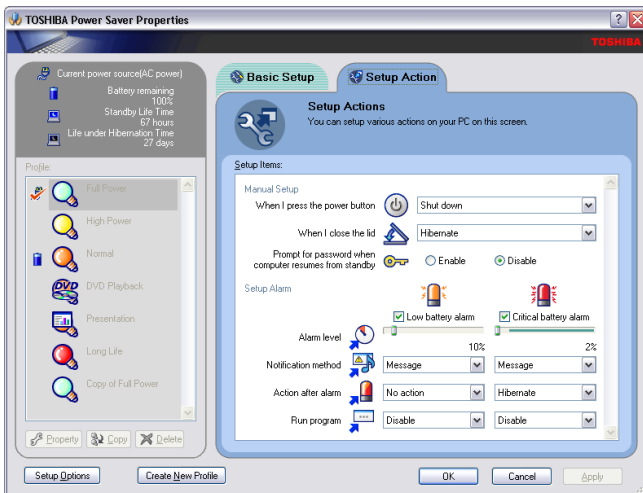 TOSHIBA Power Saver Properties
TOSHIBA
Current power source(AC power)
Battery remaining
100%
Standby Life Time
67 hours
Life under Hibernation Time
27 days
Profile:
Full Power
High Power
Normal
DVD
DVD Playback
Presentation
Long Life
Copy of Full Power
Property
Copy
Delete
Basic Setup
Setup Action
Setup Actions
You can setup various actions on your PC on this screen.
Setup Items:
Manual Setup
When I press the power button
Shut down
When I close the lid
Hibernate
Prompt for password when
computer resumes from standby
Enable
Disable
Setup Alarm
Low battery alarm
Critical battery alarm
Alarm level
10%
2%
Notification method
Message
Message
Action after alarm
No action
Hibernate
Run program
Disable
Disable
Setup Options
Create New Profile
OK
Cancel
Apply